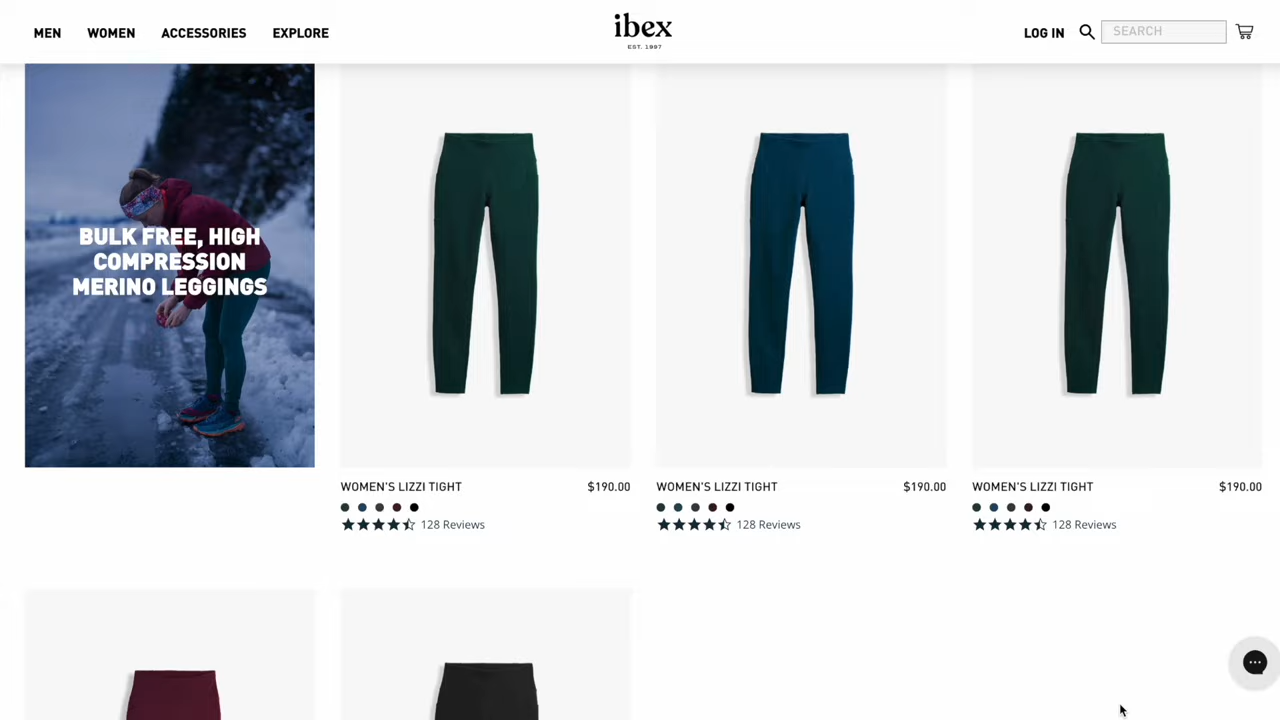 MEN
WOMEN
ACCESSORIES
EXPLORE
ibex
EST. 1997
LOG IN
SEARCH
BULK FREE, HIGH
COMPRESSION
MERINO LEGGINGS
WOMEN'S LIZZI TIGHT $190.00
128 Reviews
WOMEN'S LIZZI TIGHT $190.00
128 Reviews
WOMEN'S LIZZI TIGHT $190.00
128 Reviews